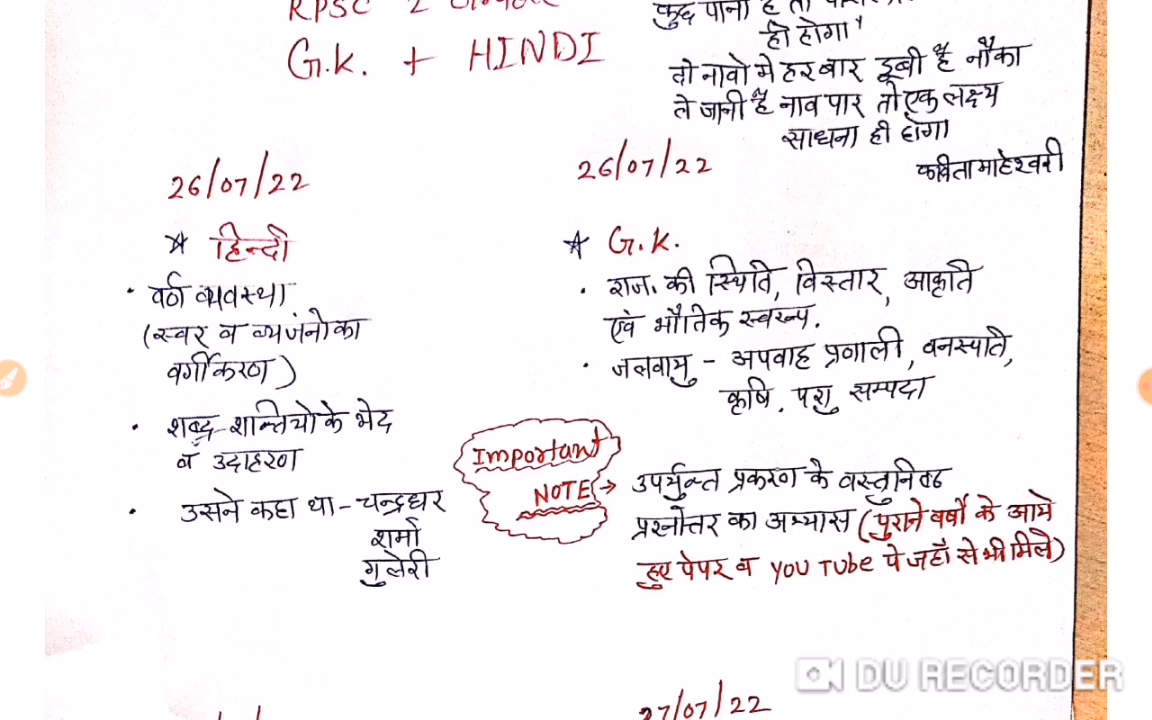 RPSC 2
G.K. + HINDI
ही होगा"
तो नावो मे हर बार डूबी है नौका
ले जानी है नाव पार तो एक लक्ष्य
साधना ही होगा
कविता माहेश्वरी
26/07/22
* हिन्दी
• वर्ण व्यवस्था
(स्वर व व्यजंनो का
वर्गीकरण)
• शब्द शक्तियो के भेद
व उदाहरण
• उसने कहा था - चन्द्रधर
शर्मा
गुलेरी
26/07/22
* G.K.
• राज. की स्थिति, विस्तार, आकृति
एवं भौतिक स्वरूप.
• जलवायु - अपवाह प्रणाली, वनस्पति,
कृषि, पशु सम्पदा
Important
NOTE → उपर्युक्त प्रकरण के वस्तुनिष्ठ
प्रश्नोत्तर का अभ्यास (पुराने वर्षो के आये
हुए पेपर व YOU TUBE पे जहाँ से भी मिले)
27/07/22
DU RECORDER